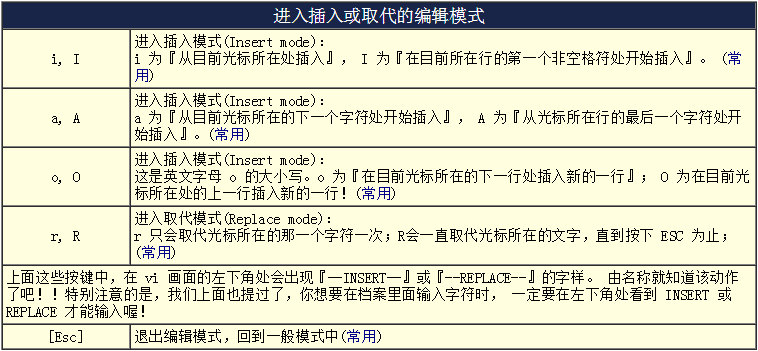 进入插入或取代的编辑模式
i, I
进入插入模式(Insert mode):
i 为『从目前光标所在处插入』, I 为『在目前所在行的第一个非空格符处开始插入』。 (常
用)
a, A
进入插入模式(Insert mode):
a 为『从目前光标所在的下一个字符处开始插入』, A 为『从光标所在行的最后一个字符处开
始插入』。(常用)
o, O
进入插入模式(Insert mode):
这是英文字母 o 的大小写。o 为『在目前光标所在的下一行处插入新的一行』; O 为在目前光
标所在处的上一行插入新的一行!(常用)
r, R
进入取代模式(Replace mode):
r 只会取代光标所在的那一个字符一次;R会一直取代光标所在的文字,直到按下 ESC 为止;
(常用)
上面这些按键中,在 vi 画面的左下角处会出现『—INSERT—』或『--REPLACE--』的字样。 由名称就知道该动作
了吧!!特别注意的是,我们上面也提过了,你想要在档案里面输入字符时, 一定要在左下角处看到 INSERT 或
REPLACE 才能输入喔!
[Esc]
退出编辑模式,回到一般模式中(常用)